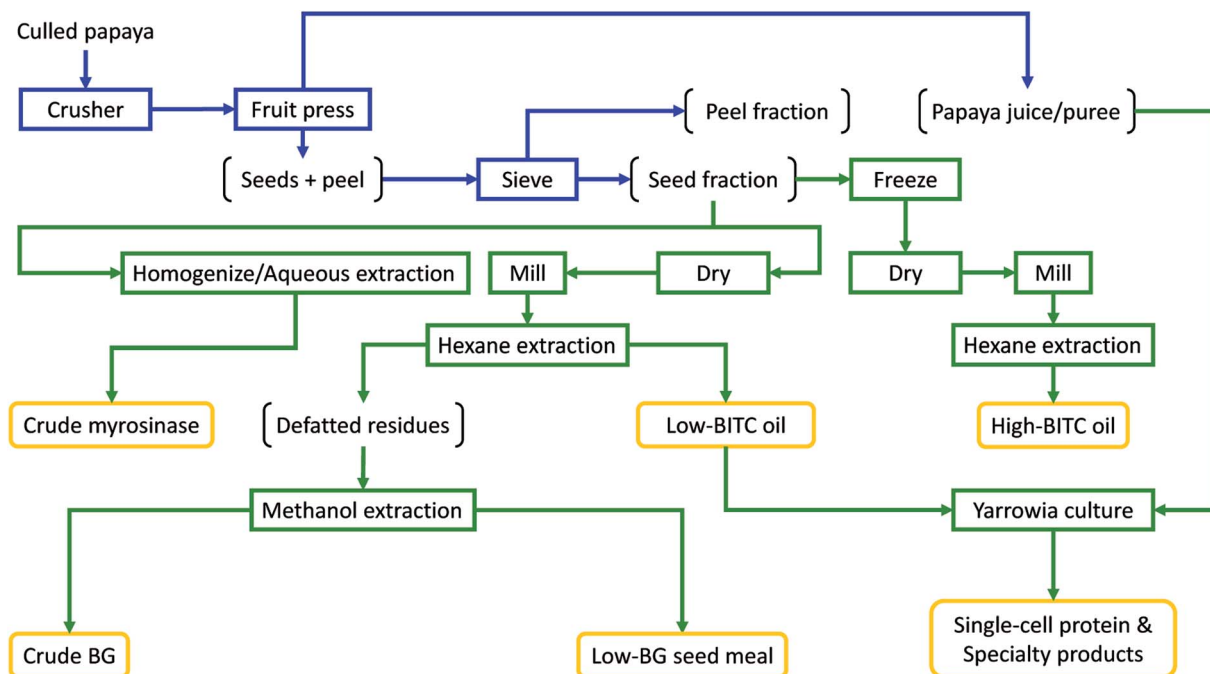 Culled papaya
Crusher
Fruit press
Peel fraction
Papaya juice/puree
Seeds + peel
Sieve
Seed fraction
Freeze
Homogenize/Aqueous extraction
Mill
Dry
Dry
Mill
Hexane extraction
Hexane extraction
Crude myrosinase
Defatted residues
Low-BITC oil
High-BITC oil
Methanol extraction
Yarrowia culture
Crude BG
Low-BG seed meal
Single-cell protein &
Specialty products